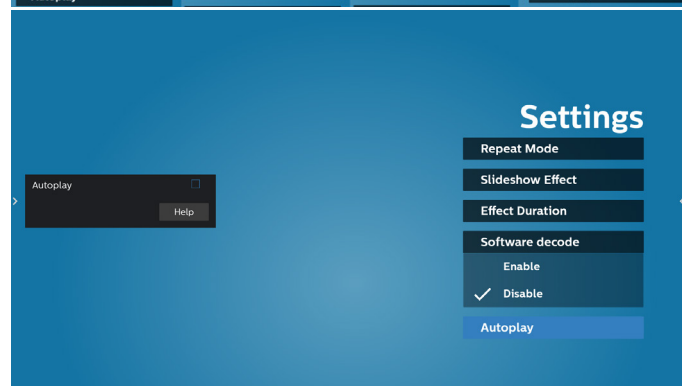 Settings
Repeat Mode
Slideshow Effect
Autoplay
Help
Effect Duration
Software decode
Enable
Disable
Autoplay